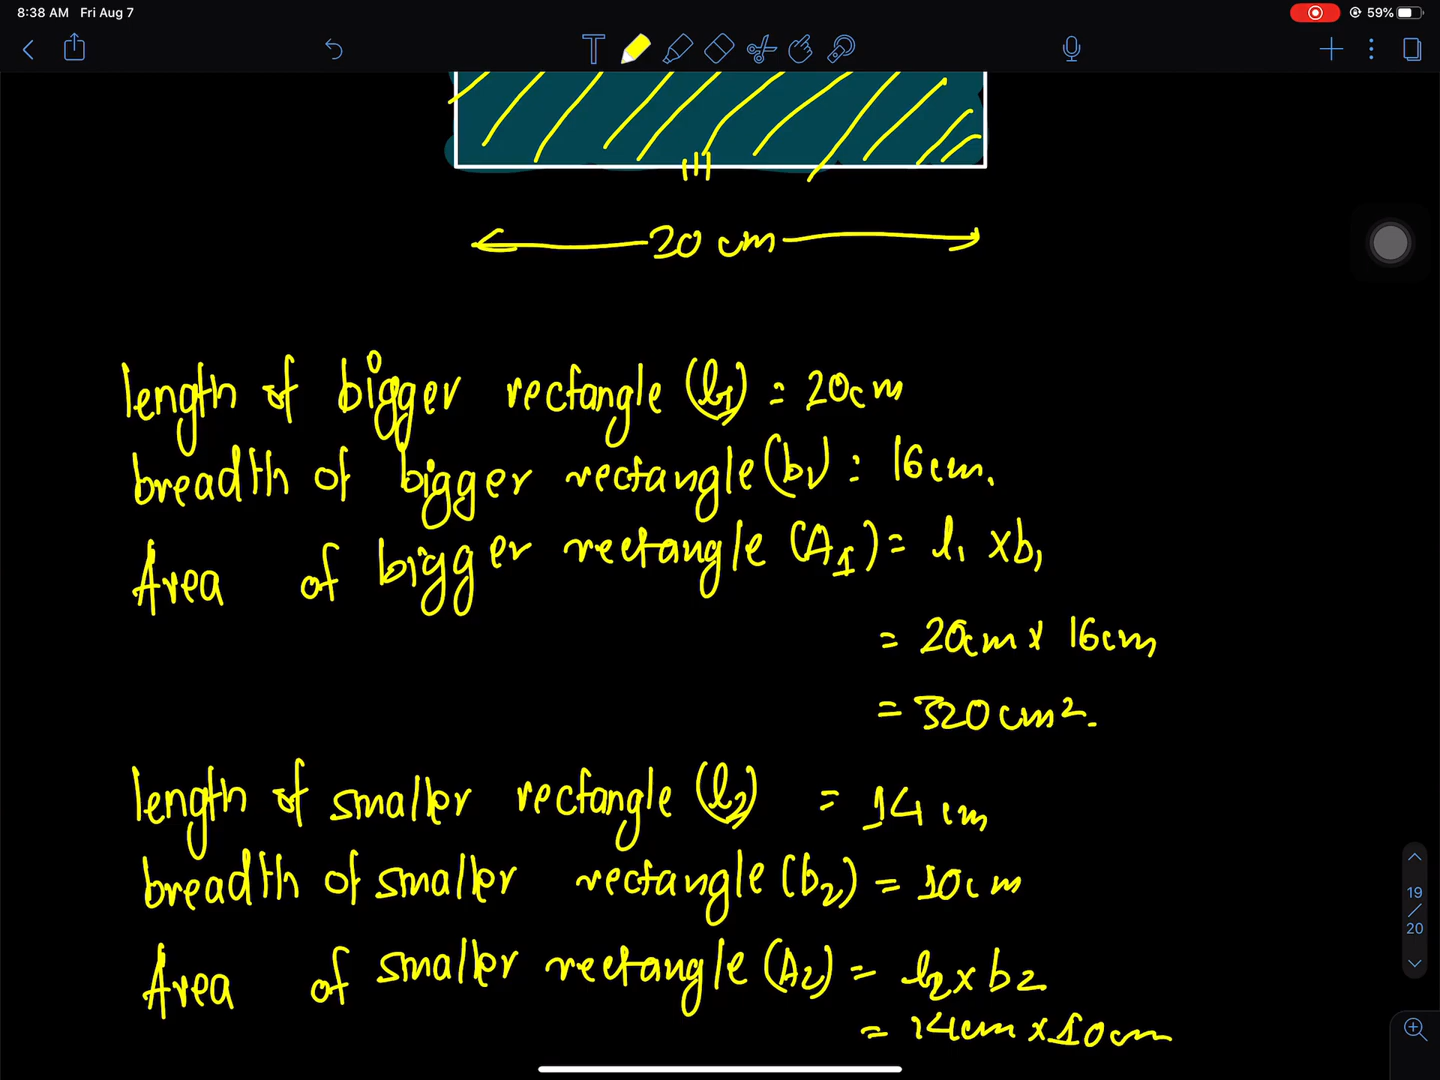 8:38 AM Fri Aug 7
59%
20 cm
length of bigger rectangle (l1) = 20cm
breadth of bigger rectangle (b1) = 16cm.
Area of bigger rectangle (A1) = l1 × b1
= 20cm × 16cm
= 320 cm2.
length of smaller rectangle (l2) = 14 cm
breadth of smaller rectangle (b2) = 10cm
Area of smaller rectangle (A2) = l2 × b2
= 14cm × 10cm
19
/
20